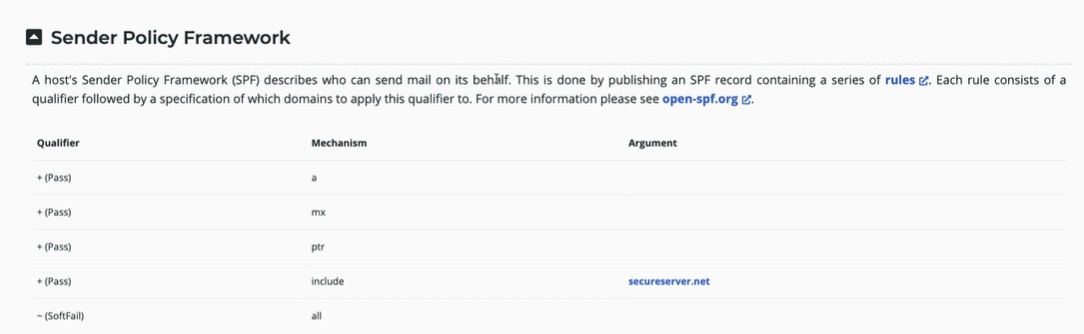 Sender Policy Framework
A host's Sender Policy Framework (SPF) describes who can send mail on its behalf. This is done by publishing an SPF record containing a series of rules. Each rule consists of a
qualifier followed by a specification of which domains to apply this qualifier to. For more information please see open-spf.org.
Qualifier Mechanism Argument
+ (Pass) a
+ (Pass) mx
+ (Pass) ptr
+ (Pass) include secureserver.net
~ (SoftFail) all